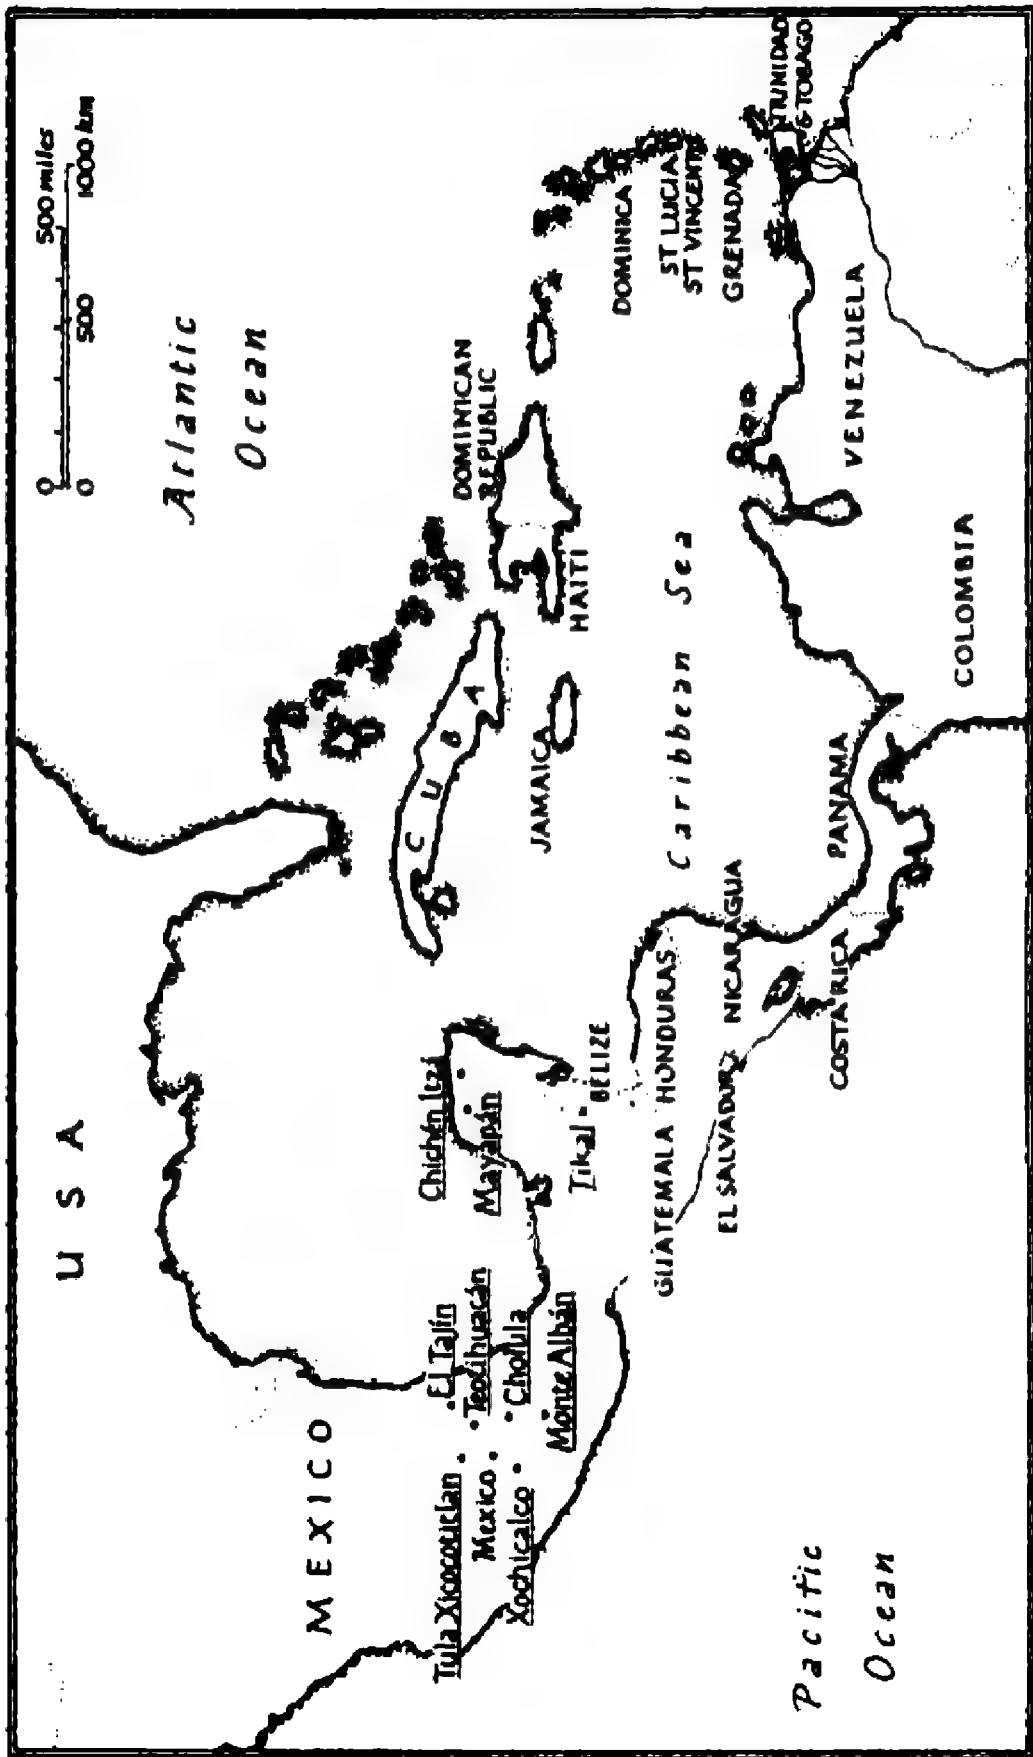 0 500 miles
0 500 1000 km
U S A
Atlantic
Ocean
MEXICO
Tula Xicocotitlan
Mexico
Xochicalco
El Tajín
Teotihuacán
Cholula
Monte Albán
Chichén Itzá
Mayapán
Tikal
BELIZE
CUBA
JAMAICA
HAITI
DOMINICAN
REPUBLIC
DOMINICA
ST LUCIA
ST VINCENT
GRENADA
TRINIDAD
& TOBAGO
Caribbean Sea
GUATEMALA
HONDURAS
EL SALVADOR
NICARAGUA
COSTA RICA
PANAMA
COLOMBIA
VENEZUELA
Pacific
Ocean